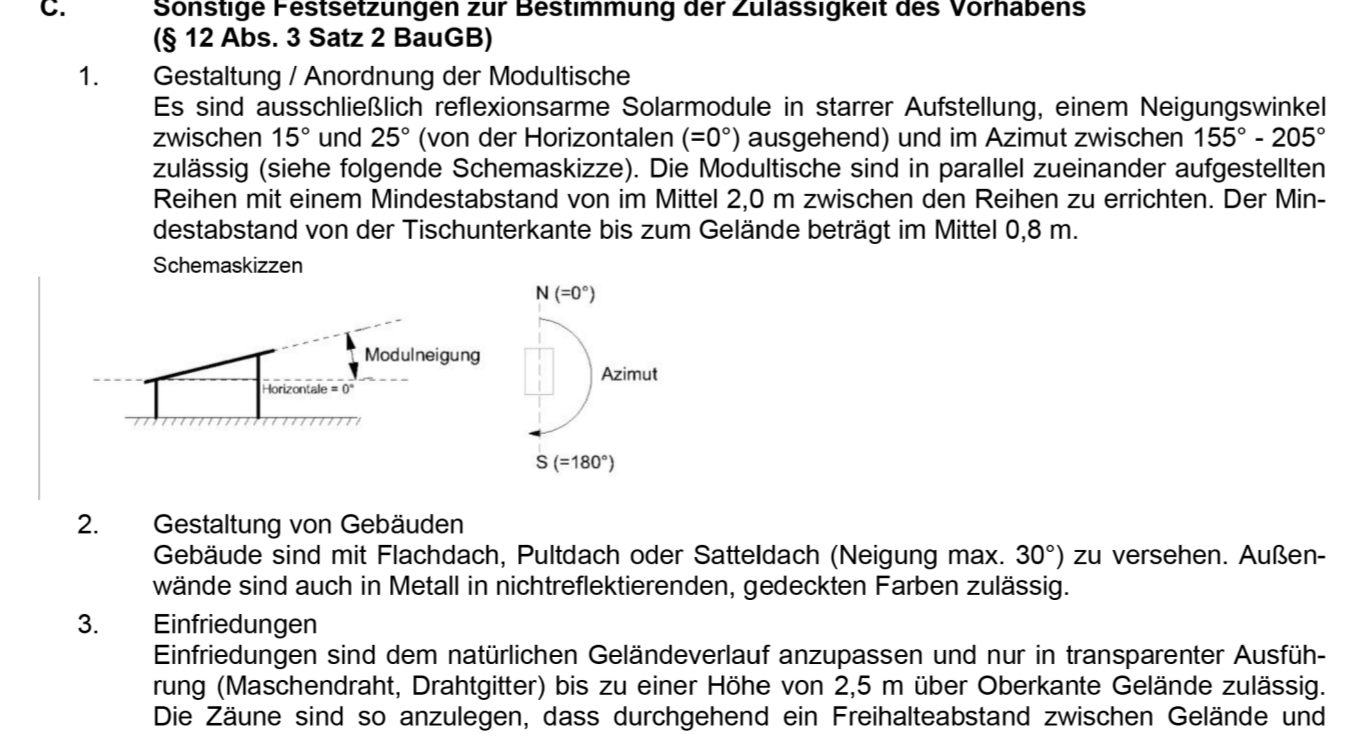 C. Sonstige Festsetzungen zur Bestimmung der Zulässigkeit des Vorhabens
(§ 12 Abs. 3 Satz 2 BauGB)
1. Gestaltung / Anordnung der Modultische
Es sind ausschließlich reflexionsarme Solarmodule in starrer Aufstellung, einem Neigungswinkel
zwischen 15° und 25° (von der Horizontalen (=0°) ausgehend) und im Azimut zwischen 155° - 205°
zulässig (siehe folgende Schemaskizze). Die Modultische sind in parallel zueinander aufgestellten
Reihen mit einem Mindestabstand von im Mittel 2,0 m zwischen den Reihen zu errichten. Der Min-
destabstand von der Tischunterkante bis zum Gelände beträgt im Mittel 0,8 m.
Schemaskizzen
Modulneigung
Horizontale = 0°
N (=0°)
Azimut
S (=180°)
2. Gestaltung von Gebäuden
Gebäude sind mit Flachdach, Pultdach oder Satteldach (Neigung max. 30°) zu versehen. Außen-
wände sind auch in Metall in nichtreflektierenden, gedeckten Farben zulässig.
3. Einfriedungen
Einfriedungen sind dem natürlichen Geländeverlauf anzupassen und nur in transparenter Ausfüh-
rung (Maschendraht, Drahtgitter) bis zu einer Höhe von 2,5 m über Oberkante Gelände zulässig.
Die Zäune sind so anzulegen, dass durchgehend ein Freihalteabstand zwischen Gelände und